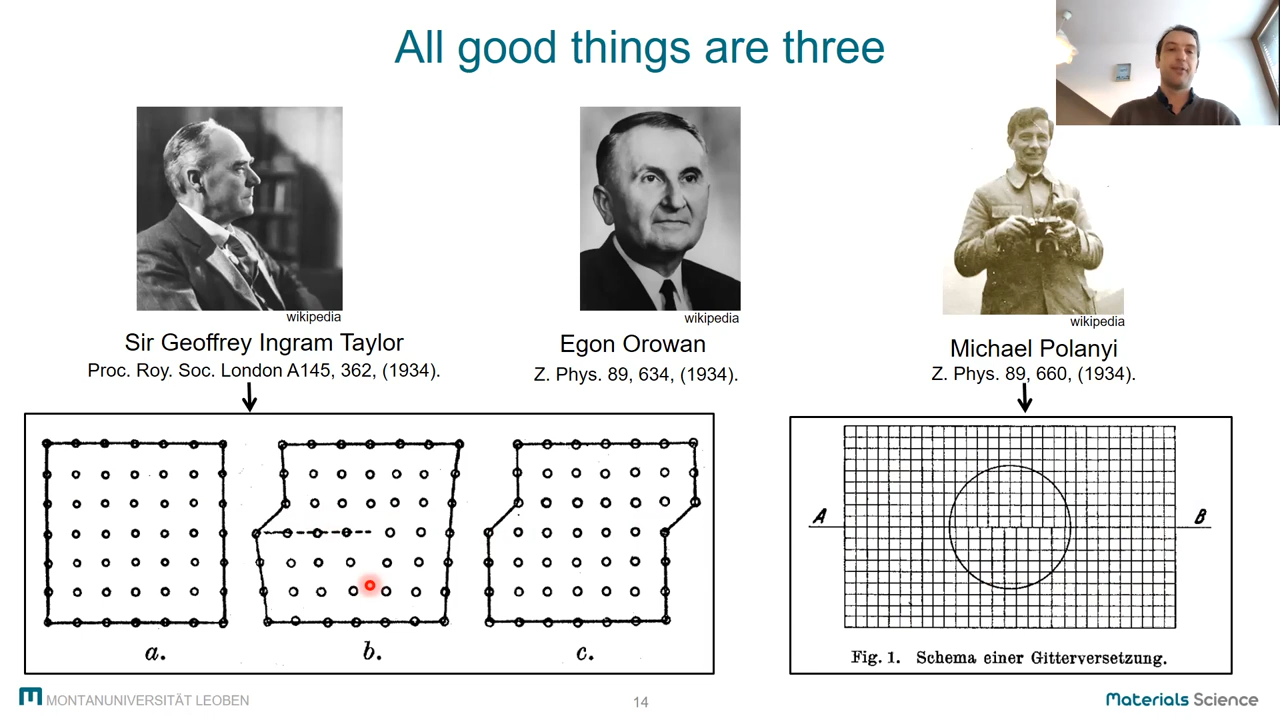 All good things are three
wikipedia
wikipedia
wikipedia
Sir Geoffrey Ingram Taylor
Proc. Roy. Soc. London A145, 362, (1934).
Egon Orowan
Z. Phys. 89, 634, (1934).
Michael Polanyi
Z. Phys. 89, 660, (1934).
a.
b.
c.
A
B
Fig. 1. Schema einer Gitterversetzung.
MONTANUNIVERSITÄT LEOBEN
14
Materials Science